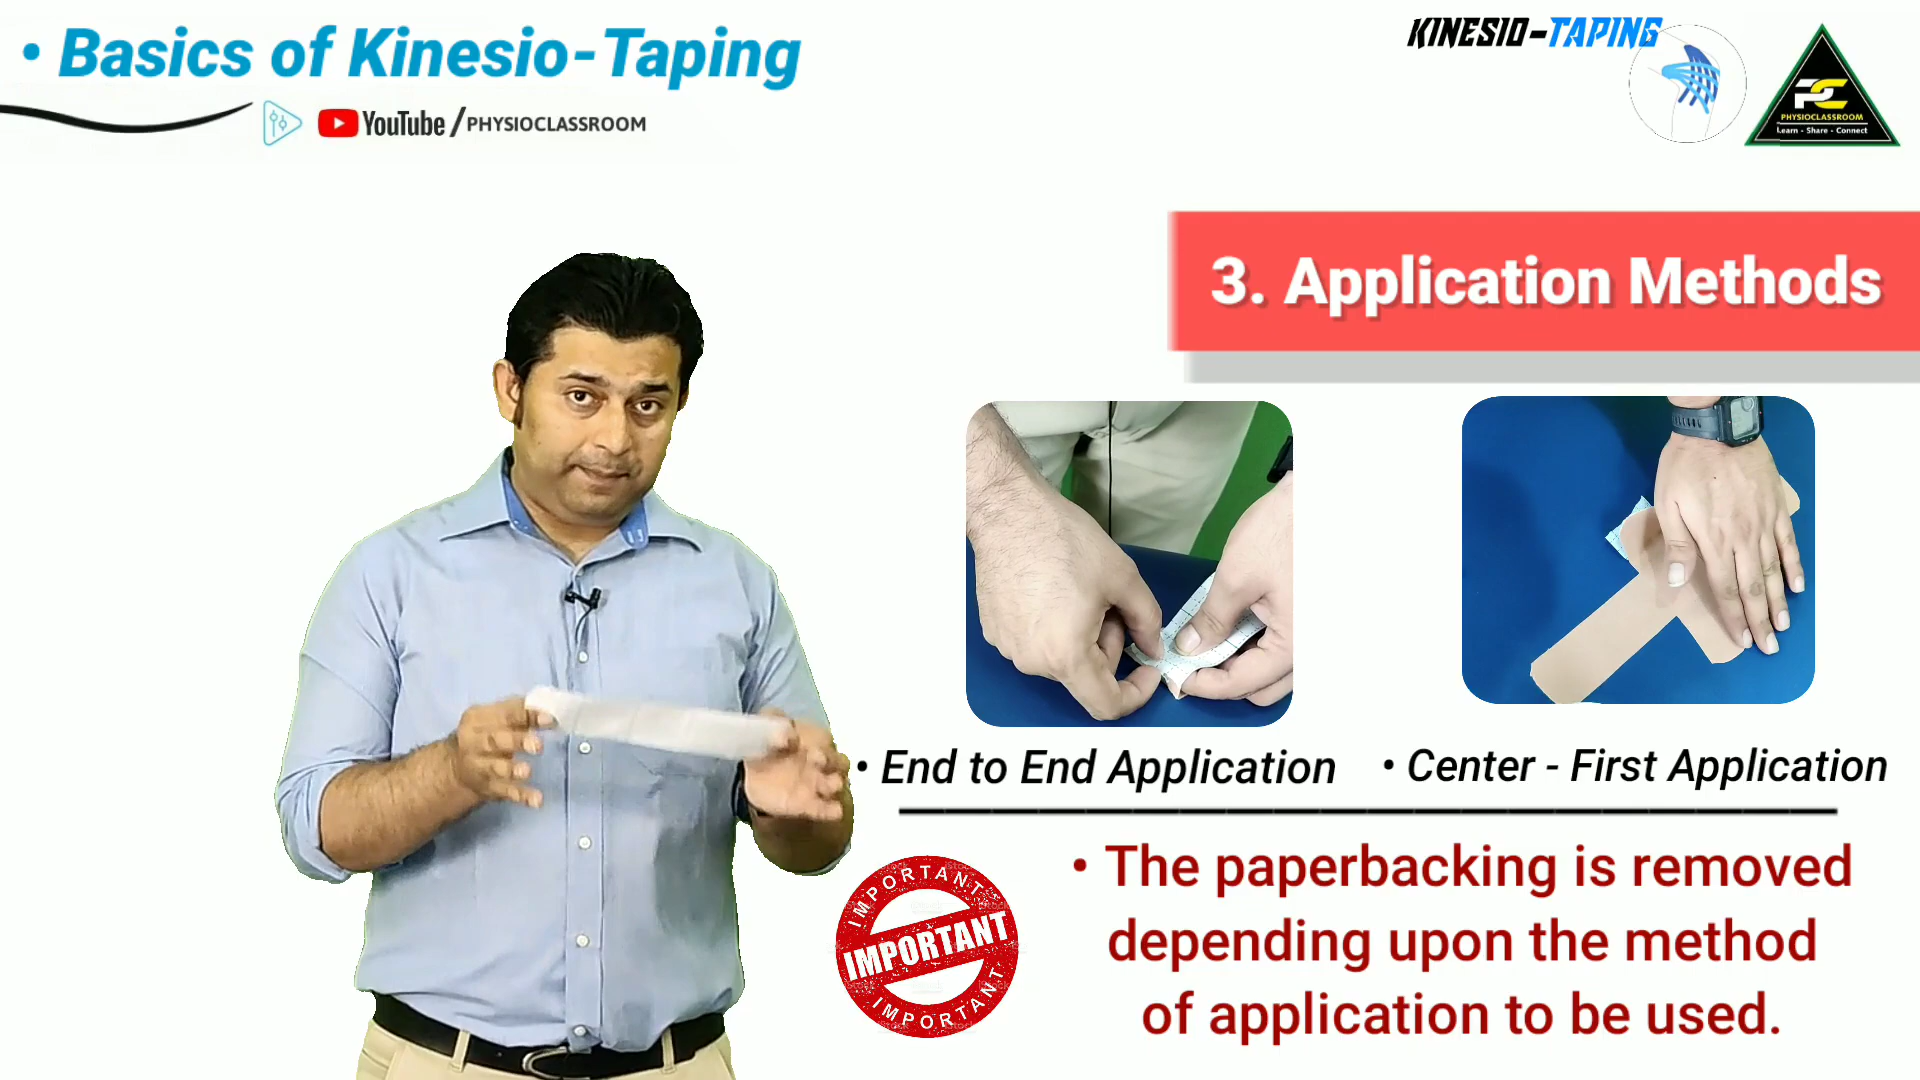 • Basics of Kinesio-Taping
YouTube /PHYSIOCLASSROOM
KINESIO-TAPING
PC
PHYSIOCLASSROOM
Learn - Share - Connect
3. Application Methods
• End to End Application
• Center - First Application
IMPORTANT
IMPORTANT
IMPORTANT
• The paperbacking is removed
depending upon the method
of application to be used.